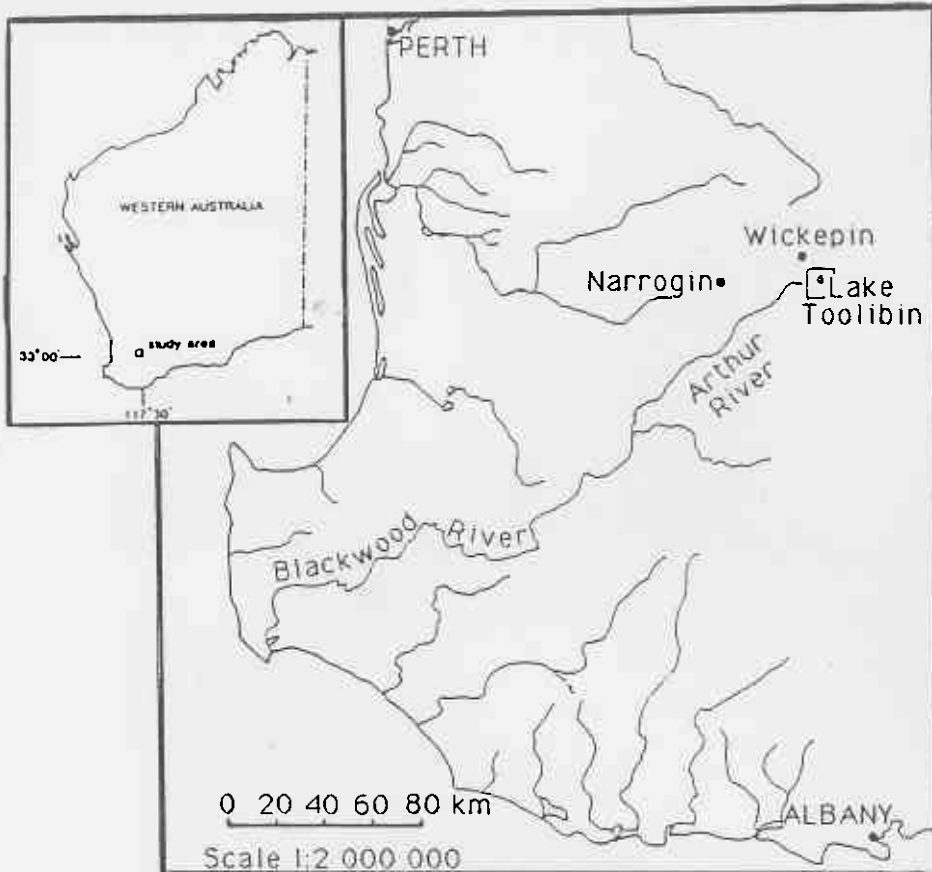 PERTH
WESTERN AUSTRALIA
study area
33°00'
117°30'
Wickepin
Narrogin
Lake
Toolibin
Arthur
River
Blackwood River
0 20 40 60 80 km
Scale 1:2 000 000
ALBANY